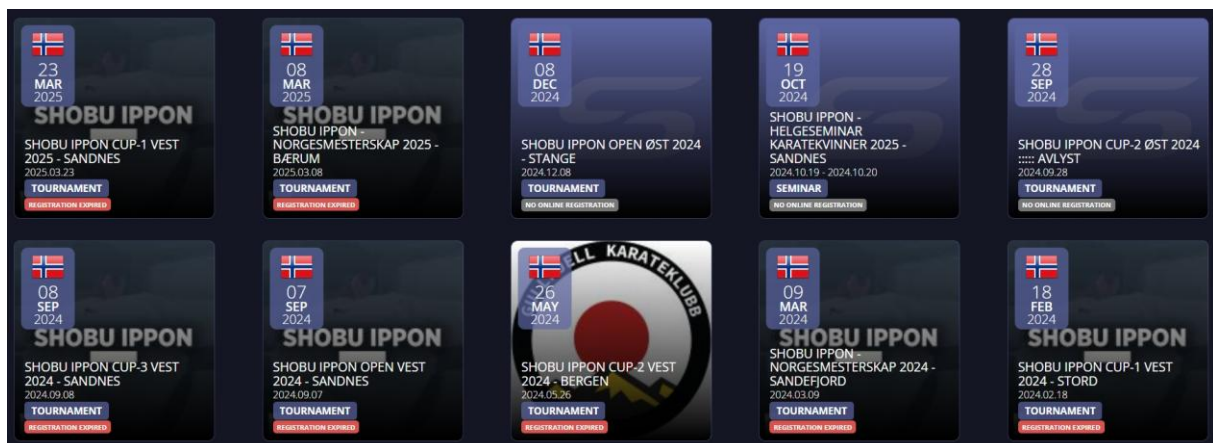 23
MAR
2025
SHOBU IPPON
SHOBU IPPON CUP-1 VEST
2025 - SANDNES
2025.03.23
TOURNAMENT
REGISTRATION EXPIRED
08
MAR
2025
SHOBU IPPON
SHOBU IPPON -
NORGESMESTERSKAP 2025 -
BÆRUM
2025.03.08
TOURNAMENT
REGISTRATION EXPIRED
08
DEC
2024
SHOBU IPPON OPEN ØST 2024
- STANGE
2024.12.08
TOURNAMENT
NO ONLINE REGISTRATION
19
OCT
2024
SHOBU IPPON -
HELGESEMINAR
KARATEKVINNER 2025 -
SANDNES
2024.10.19 - 2024.10.20
SEMINAR
NO ONLINE REGISTRATION
28
SEP
2024
SHOBU IPPON CUP-2 ØST 2024
::::: AVLYST
2024.09.28
TOURNAMENT
NO ONLINE REGISTRATION
08
SEP
2024
SHOBU IPPON
SHOBU IPPON CUP-3 VEST
2024 - SANDNES
2024.09.08
TOURNAMENT
REGISTRATION EXPIRED
07
SEP
2024
SHOBU IPPON
SHOBU IPPON OPEN VEST
2024 - SANDNES
2024.09.07
TOURNAMENT
REGISTRATION EXPIRED
KARATEKLUBB
26
MAY
2024
SHOBU IPPON CUP-2 VEST
2024 - BERGEN
2024.05.26
TOURNAMENT
REGISTRATION EXPIRED
09
MAR
2024
SHOBU IPPON
SHOBU IPPON -
NORGESMESTERSKAP 2024 -
SANDEFJORD
2024.03.09
TOURNAMENT
REGISTRATION EXPIRED
18
FEB
2024
SHOBU IPPON
SHOBU IPPON CUP-1 VEST
2024 - STORD
2024.02.18
TOURNAMENT
REGISTRATION EXPIRED